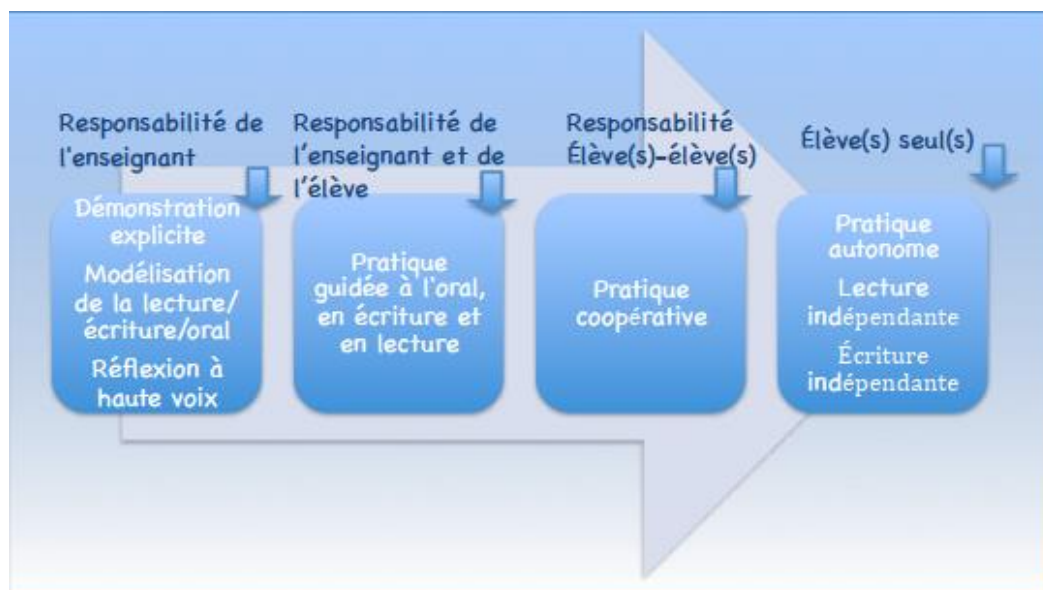 Responsabilité de
l'enseignant
Démonstration
explicite
Modélisation
de la lecture/
écriture/oral
Réflexion à
haute voix
Responsabilité de
l'enseignant et de
l'élève
Pratique
guidée à l'oral,
en écriture et
en lecture
Responsabilité
Élève(s)-élève(s)
Pratique
coopérative
Élève(s) seul(s)
Pratique
autonome
Lecture
indépendante
Écriture
indépendante